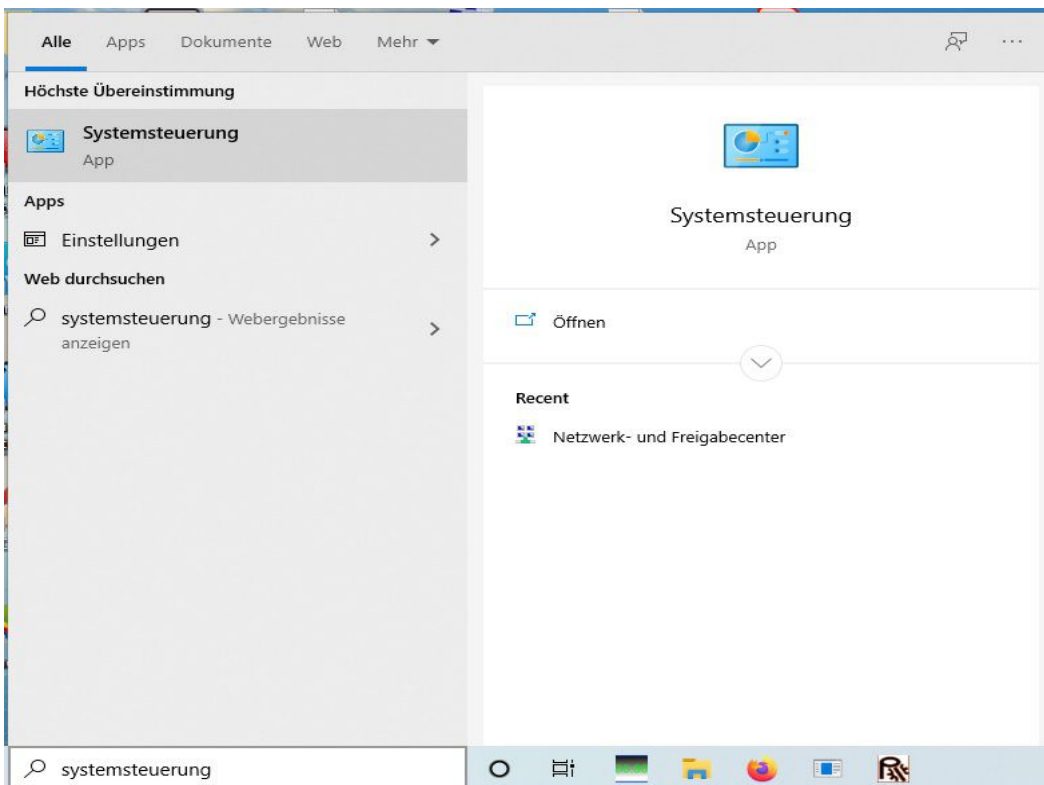 Alle Apps Dokumente Web Mehr
Höchste Übereinstimmung
Systemsteuerung
App
Apps
Einstellungen
Web durchsuchen
systemsteuerung - Webergebnisse
anzeigen
Systemsteuerung
App
Öffnen
Recent
Netzwerk- und Freigabecenter
systemsteuerung